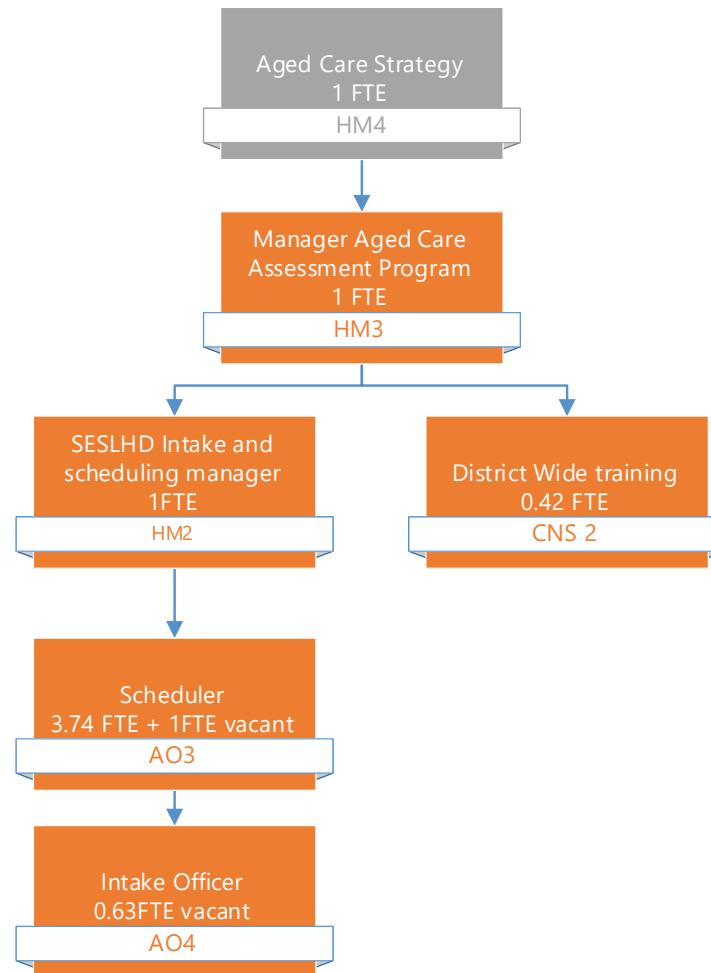 Aged Care Strategy
1 FTE
HM4
Manager Aged Care
Assessment Program
1 FTE
HM3
SESLHD Intake and
scheduling manager
1FTE
HM2
District Wide training
0.42 FTE
CNS 2
Scheduler
3.74 FTE + 1FTE vacant
AO3
Intake Officer
0.63FTE vacant
AO4